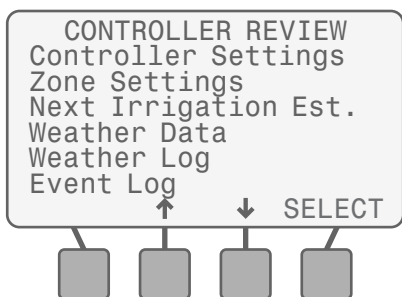 CONTROLLER REVIEW
Controller Settings
Zone Settings
Next Irrigation Est.
Weather Data
Weather Log
Event Log
↑ ↓ SELECT